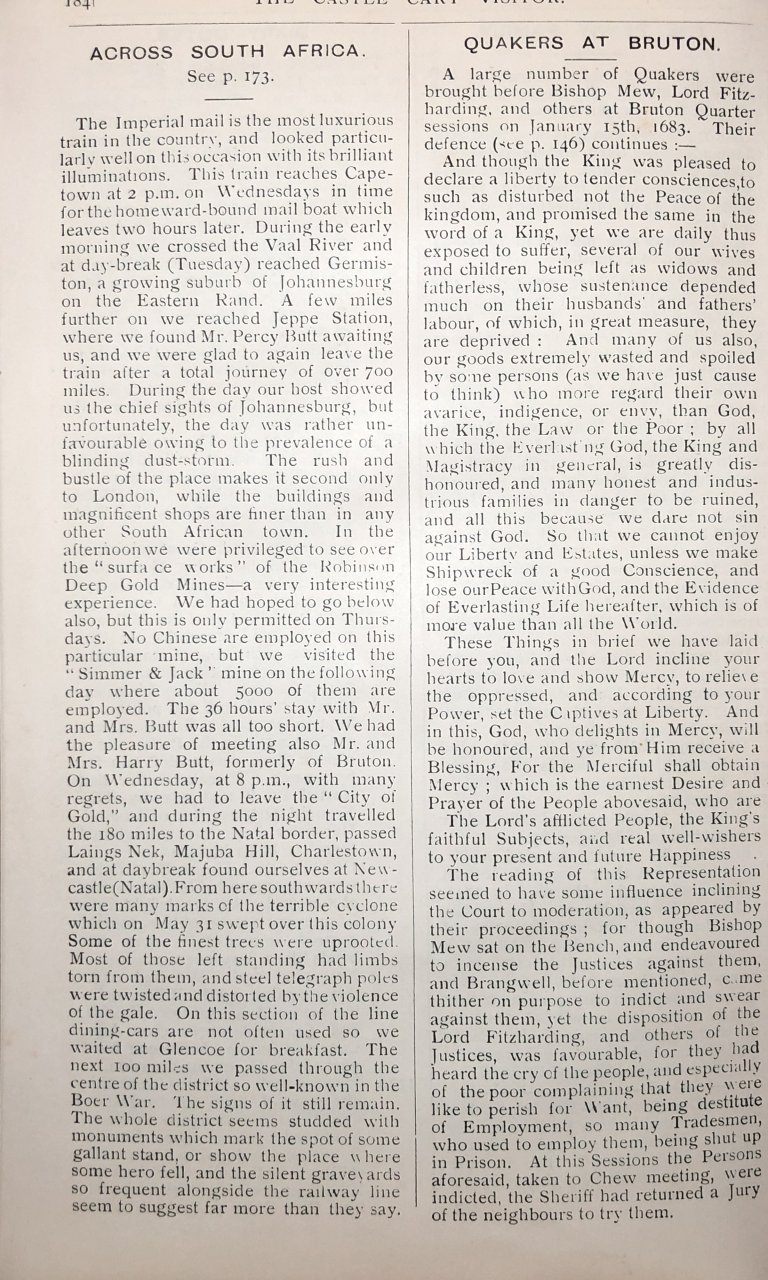 184
THE CASTLE CARY VISITOR.
ACROSS SOUTH AFRICA.
See p. 173.
The Imperial mail is the most luxurious
train in the country, and looked particu-
larly well on this occasion with its brilliant
illuminations. This train reaches Cape-
town at 2 p.m. on Wednesdays in time
for the homeward-bound mail boat which
leaves two hours later. During the early
morning we crossed the Vaal River and
at day-break (Tuesday) reached Germis-
ton, a growing suburb of Johannesburg
on the Eastern Rand. A few miles
further on we reached Jeppe Station,
where we found Mr. Percy Butt awaiting
us, and we were glad to again leave the
train after a total journey of over 700
miles. During the day our host showed
us the chief sights of Johannesburg, but
unfortunately, the day was rather un-
favourable owing to the prevalence of a
blinding dust-storm. The rush and
bustle of the place makes it second only
to London, while the buildings and
magnificent shops are finer than in any
other South African town. In the
afternoon we were privileged to see over
the "surfa ce works" of the Robinson
Deep Gold Mines—a very interesting
experience. We had hoped to go below
also, but this is only permitted on Thurs-
days. No Chinese are employed on this
particular mine, but we visited the
"Simmer & Jack' mine on the following
day where about 5000 of them are
employed. The 36 hours' stay with Mr.
and Mrs. Butt was all too short. We had
the pleasure of meeting also Mr. and
Mrs. Harry Butt, formerly of Bruton.
On Wednesday, at 8 p.m., with many
regrets, we had to leave the "City of
Gold," and during the night travelled
the 180 miles to the Natal border, passed
Laings Nek, Majuba Hill, Charlestown,
and at daybreak found ourselves at New-
castle(Natal).From here southwards there
were many marks of the terrible cyclone
which on May 31 swept over this colony
Some of the finest trees were uprooted.
Most of those left standing had limbs
torn from them, and steel telegraph poles
were twisted and distorted by the violence
of the gale. On this section of the line
dining-cars are not often used so we
waited at Glencoe for breakfast. The
next 100 miles we passed through the
centre of the district so well-known in the
Boer War. The signs of it still remain.
The whole district seems studded with
monuments which mark the spot of some
gallant stand, or show the place where
some hero fell, and the silent graveyards
so frequent alongside the railway line
seem to suggest far more than they say.
QUAKERS AT BRUTON.
A large number of Quakers were
brought before Bishop Mew, Lord Fitz-
harding, and others at Bruton Quarter
sessions on January 15th, 1683. Their
defence (see p. 146) continues :—
And though the King was pleased to
declare a liberty to tender consciences,to
such as disturbed not the Peace of the
kingdom, and promised the same in the
word of a King, yet we are daily thus
exposed to suffer, several of our wives
and children being left as widows and
fatherless, whose sustenance depended
much on their husbands' and fathers'
labour, of which, in great measure, they
are deprived : And many of us also,
our goods extremely wasted and spoiled
by some persons (as we have just cause
to think) who more regard their own
avarice, indigence, or envy, than God,
the King, the Law or the Poor ; by all
which the Everlasting God, the King and
Magistracy in general, is greatly dis-
honoured, and many honest and indus-
trious families in danger to be ruined,
and all this because we dare not sin
against God. So that we cannot enjoy
our Liberty and Estates, unless we make
Shipwreck of a good Conscience, and
lose ourPeace withGod, and the Evidence
of Everlasting Life hereafter, which is of
more value than all the World.
These Things in brief we have laid
before you, and the Lord incline your
hearts to love and show Mercy, to relieve
the oppressed, and according to your
Power, set the Captives at Liberty. And
in this, God, who delights in Mercy, will
be honoured, and ye from Him receive a
Blessing, For the Merciful shall obtain
Mercy ; which is the earnest Desire and
Prayer of the People abovesaid, who are
The Lord's afflicted People, the King's
faithful Subjects, and real well-wishers
to your present and future Happiness .
The reading of this Representation
seemed to have some influence inclining
the Court to moderation, as appeared by
their proceedings ; for though Bishop
Mew sat on the Bench, and endeavoured
to incense the Justices against them,
and Brangwell, before mentioned, came
thither on purpose to indict and swear
against them, yet the disposition of the
Lord Fitzharding, and others of the
Justices, was favourable, for they had
heard the cry of the people, and especially
of the poor complaining that they were
like to perish for Want, being destitute
of Employment, so many Tradesmen,
who used to employ them, being shut up
in Prison. At this Sessions the Persons
aforesaid, taken to Chew meeting, were
indicted, the Sheriff had returned a Jury
of the neighbours to try them.